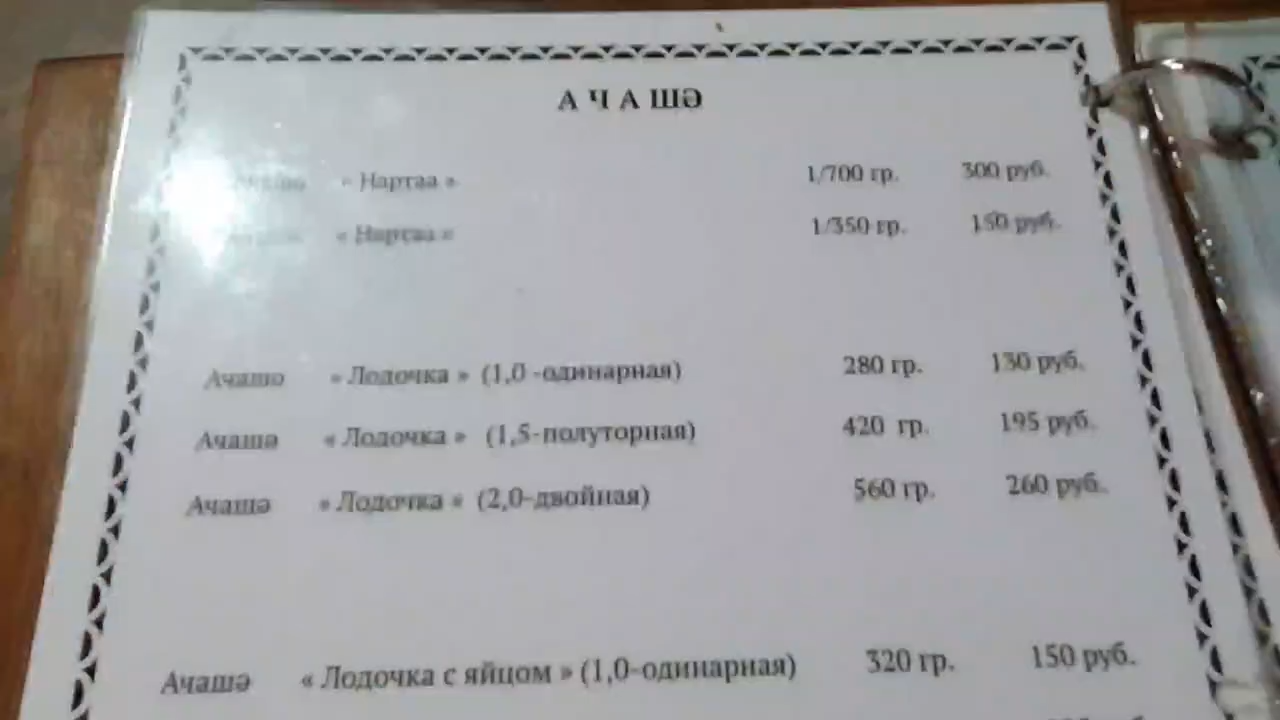 АЧАШӘ
« Нартаа » 1/700 гр. 300 руб.
« Нартаа « 1/350 гр. 150 руб.
Ачашә « Лодочка » (1,0 -одинарная) 280 гр. 130 руб.
Ачашә « Лодочка » (1,5-полуторная) 420 гр. 195 руб.
Ачашә « Лодочка « (2,0-двойная) 560 гр. 260 руб.
Ачашә « Лодочка с яйцом » (1,0-одинарная) 320 гр. 150 руб.